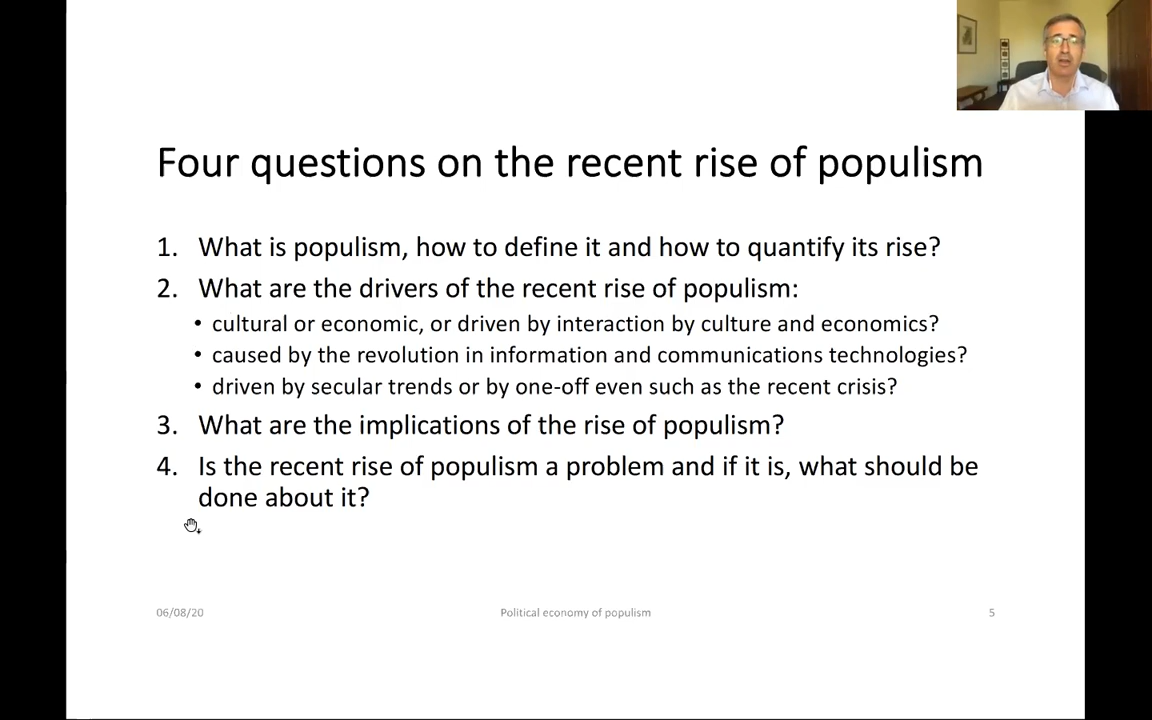 Four questions on the recent rise of populism
1. What is populism, how to define it and how to quantify its rise?
2. What are the drivers of the recent rise of populism:
• cultural or economic, or driven by interaction by culture and economics?
• caused by the revolution in information and communications technologies?
• driven by secular trends or by one-off even such as the recent crisis?
3. What are the implications of the rise of populism?
4. Is the recent rise of populism a problem and if it is, what should be
done about it?
06/08/20
Political economy of populism
5